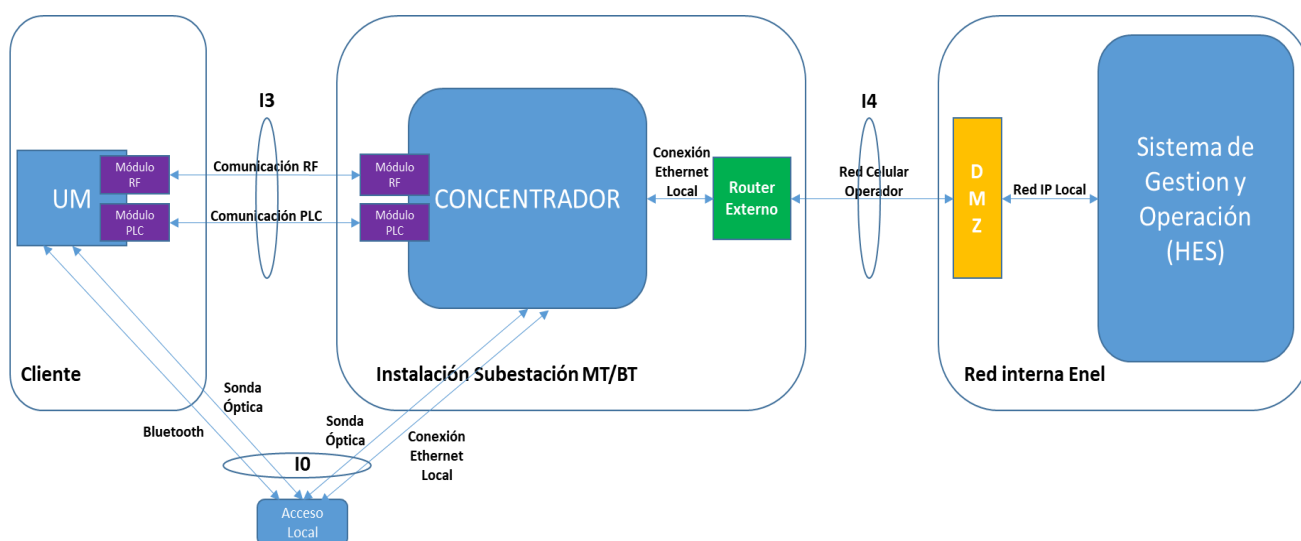 I3
I4
UM
Módulo
RF
Módulo
PLC
Comunicación RF
Comunicación PLC
Módulo
RF
Módulo
PLC
CONCENTRADOR
Conexión
Ethernet
Local
Router
Externo
Red Celular
Operador
D
M
Z
Red IP Local
Sistema de
Gestion y
Operación
(HES)
Cliente
Instalación Subestación MT/BT
Red interna Enel
Sonda
Óptica
Bluetooth
Sonda
Óptica
Conexión
Ethernet
Local
I0
Acceso
Local